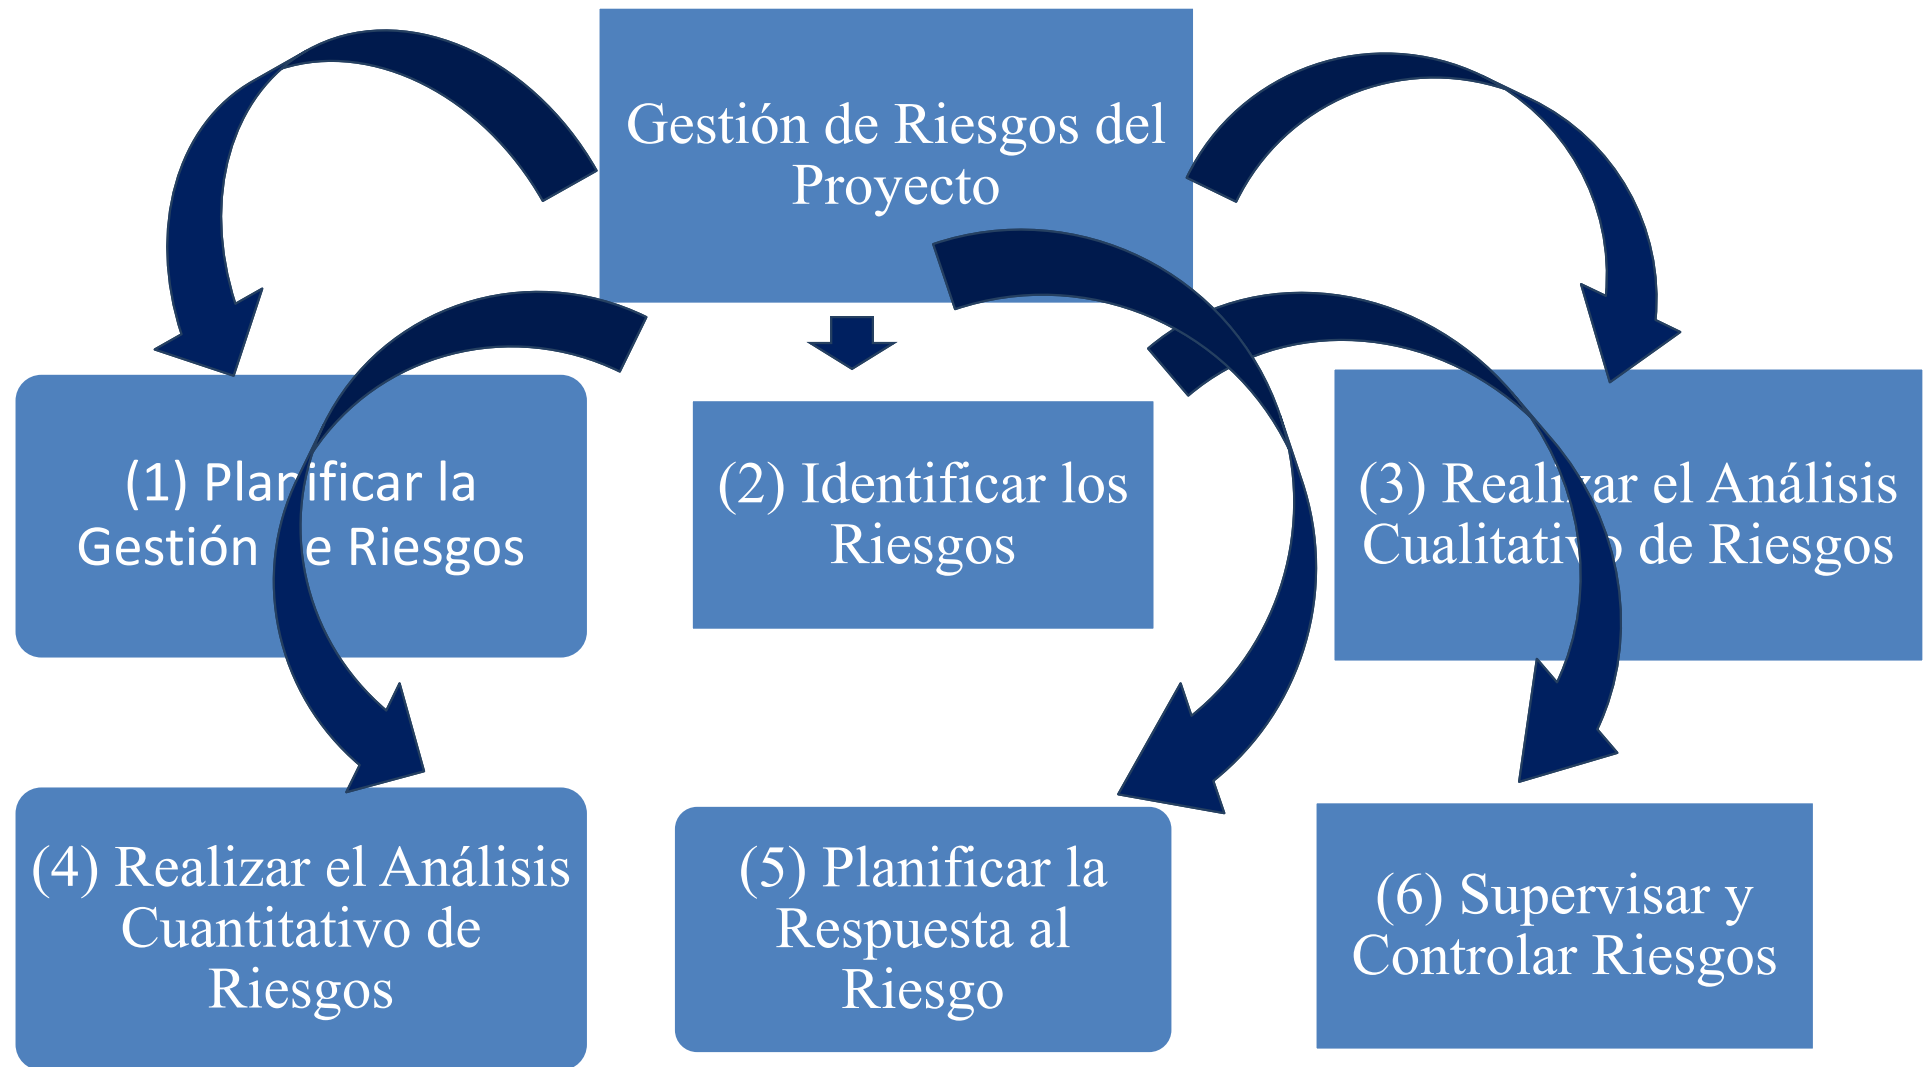 Gestión de Riesgos del
Proyecto
(1) Planificar la
Gestión de Riesgos
(2) Identificar los
Riesgos
(3) Realizar el Análisis
Cualitativo de Riesgos
(4) Realizar el Análisis
Cuantitativo de
Riesgos
(5) Planificar la
Respuesta al
Riesgo
(6) Supervisar y
Controlar Riesgos